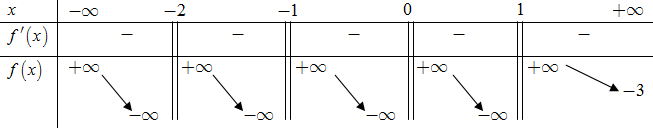 x −∞ −2 −1 0 1 +∞
f′(x) − − − − −
f(x) +∞ +∞ +∞ +∞ +∞
−∞ −∞ −∞ −∞ −3